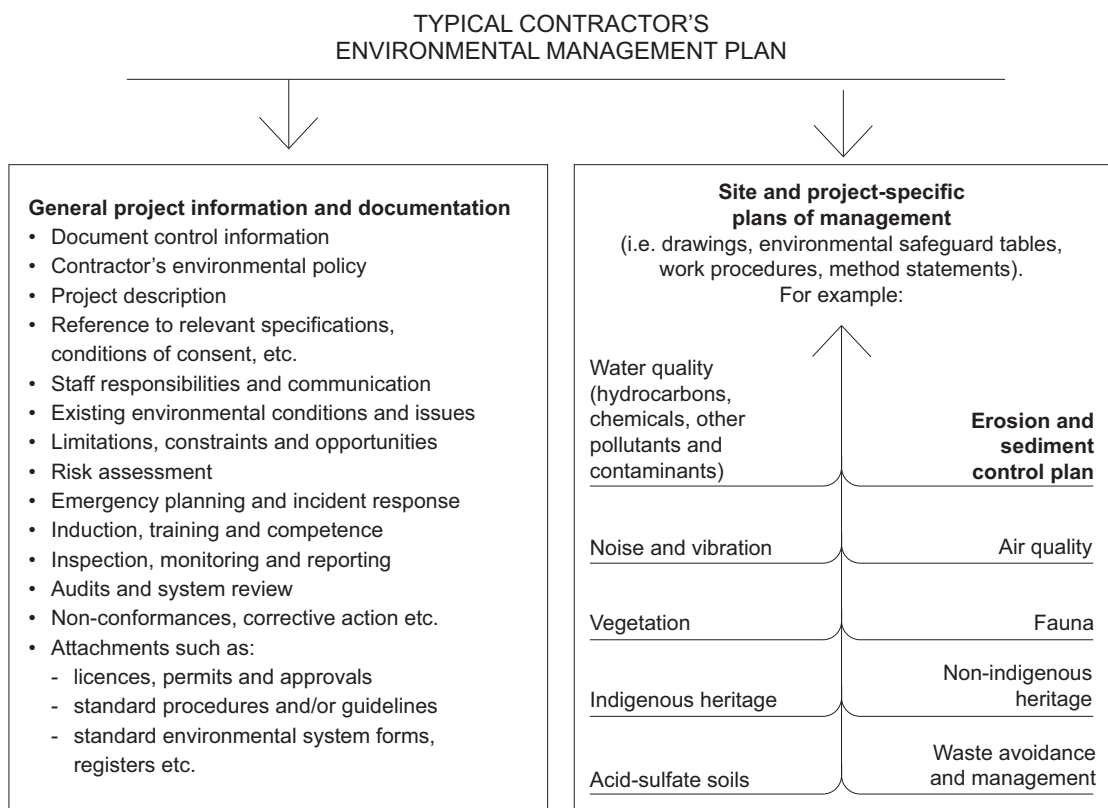 TYPICAL CONTRACTOR'S
ENVIRONMENTAL MANAGEMENT PLAN
General project information and documentation
• Document control information
• Contractor's environmental policy
• Project description
• Reference to relevant specifications,
conditions of consent, etc.
• Staff responsibilities and communication
• Existing environmental conditions and issues
• Limitations, constraints and opportunities
• Risk assessment
• Emergency planning and incident response
• Induction, training and competence
• Inspection, monitoring and reporting
• Audits and system review
• Non-conformances, corrective action etc.
• Attachments such as:
- licences, permits and approvals
- standard procedures and/or guidelines
- standard environmental system forms,
registers etc.
Site and project-specific
plans of management
(i.e. drawings, environmental safeguard tables,
work procedures, method statements).
For example:
Water quality
(hydrocarbons,
chemicals, other
pollutants and
contaminants)
Erosion and
sediment
control plan
Noise and vibration
Air quality
Vegetation
Fauna
Indigenous heritage
Non-indigenous
heritage
Acid-sulfate soils
Waste avoidance
and management